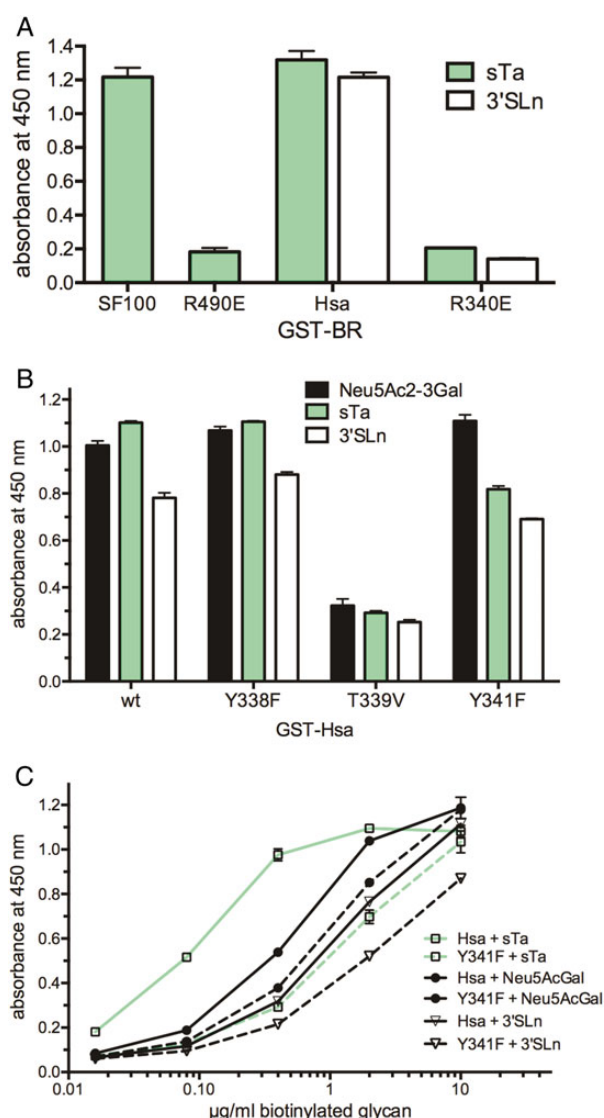 A
absorbance at 450 nm
1.4
1.2
1.0
0.8
0.6
0.4
0.2
0.0
sTa
3'SLn
SF100 R490E Hsa R340E
GST-BR
B
absorbance at 450 nm
1.2
1.0
0.8
0.6
0.4
0.2
0.0
Neu5Ac2-3Gal
sTa
3'SLn
wt Y338F T339V Y341F
GST-Hsa
C
absorbance at 450 nm
1.2
1.0
0.8
0.6
0.4
0.2
0.0
Hsa + sTa
Y341F + sTa
Hsa + Neu5AcGal
Y341F + Neu5AcGal
Hsa + 3'SLn
Y341F + 3'SLn
0.01 0.10 1 10
µg/ml biotinylated glycan